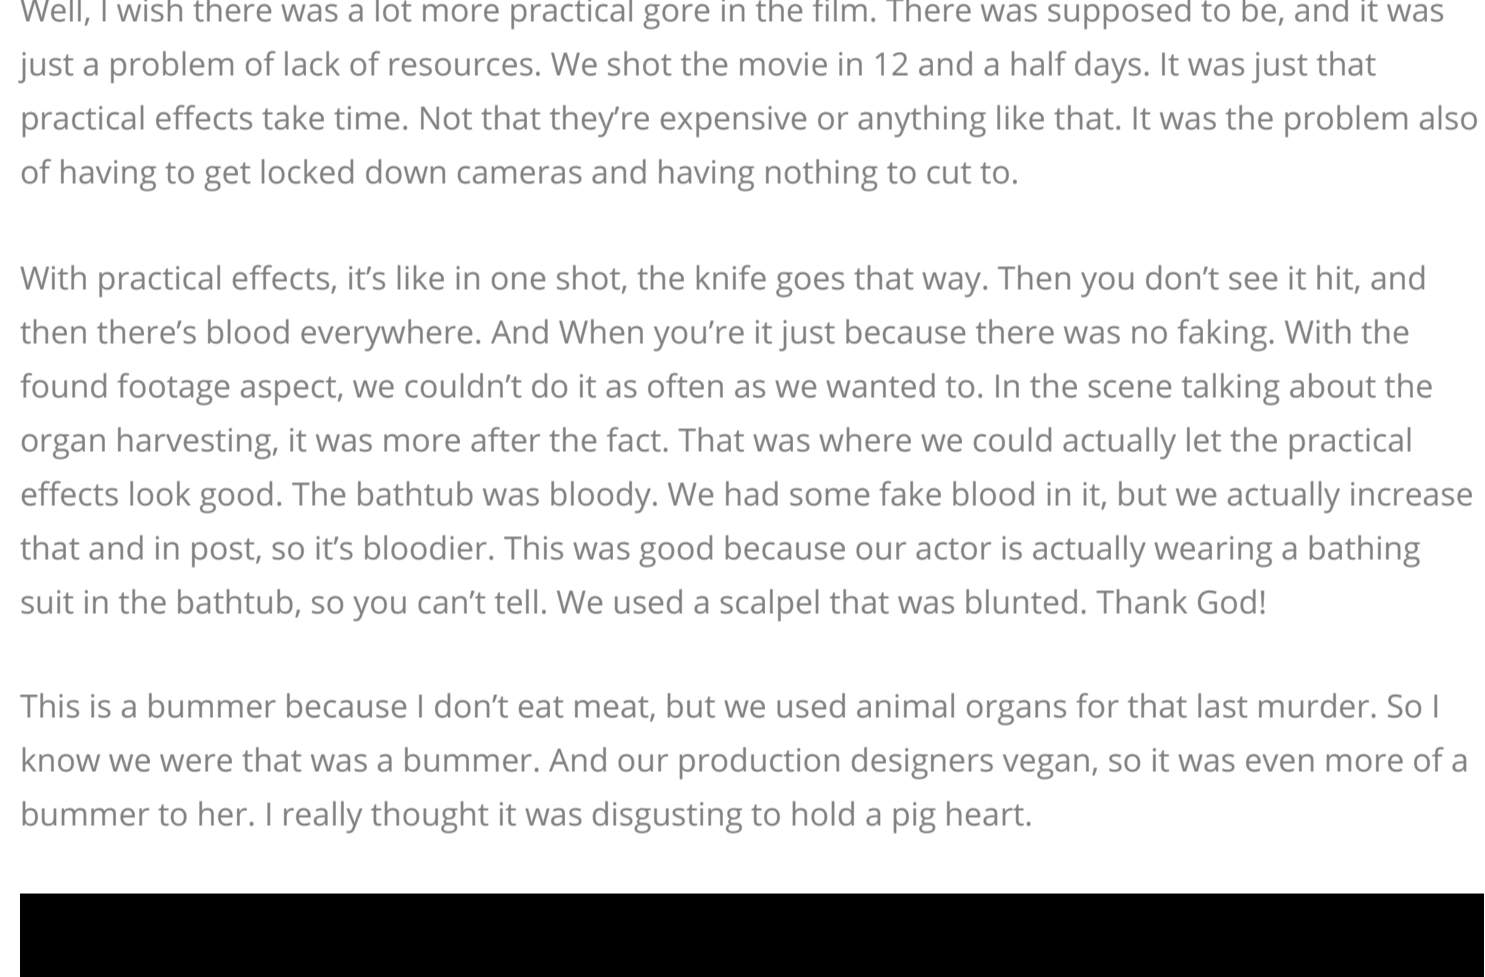 Well, I wish there was a lot more practical gore in the film. There was supposed to be, and it was
just a problem of lack of resources. We shot the movie in 12 and a half days. It was just that
practical effects take time. Not that they’re expensive or anything like that. It was the problem also
of having to get locked down cameras and having nothing to cut to.
With practical effects, it’s like in one shot, the knife goes that way. Then you don’t see it hit, and
then there’s blood everywhere. And When you’re it just because there was no faking. With the
found footage aspect, we couldn’t do it as often as we wanted to. In the scene talking about the
organ harvesting, it was more after the fact. That was where we could actually let the practical
effects look good. The bathtub was bloody. We had some fake blood in it, but we actually increase
that and in post, so it’s bloodier. This was good because our actor is actually wearing a bathing
suit in the bathtub, so you can’t tell. We used a scalpel that was blunted. Thank God!
This is a bummer because I don’t eat meat, but we used animal organs for that last murder. So I
know we were that was a bummer. And our production designers vegan, so it was even more of a
bummer to her. I really thought it was disgusting to hold a pig heart.